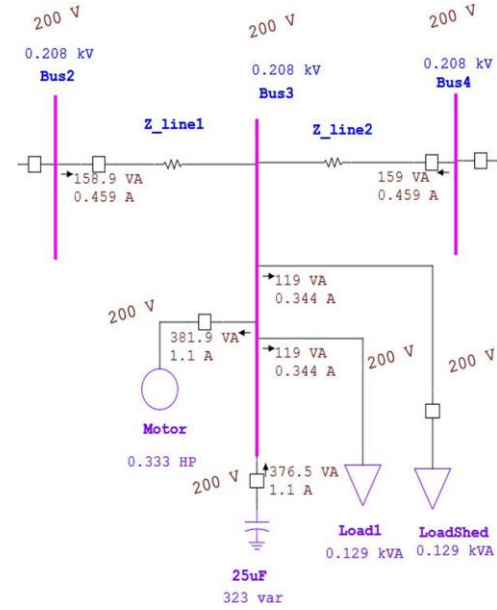 200 V
200 V
200 V
0.208 kV
Bus2
0.208 kV
Bus3
0.208 kV
Bus4
Z_line1
Z_line2
158.9 VA
0.459 A
159 VA
0.459 A
119 VA
0.344 A
200 V
381.9 VA
1.1 A
119 VA
0.344 A
200 V
200 V
Motor
0.333 HP
200 V
376.5 VA
1.1 A
Load1
0.129 kVA
LoadShed
0.129 kVA
25uF
323 var